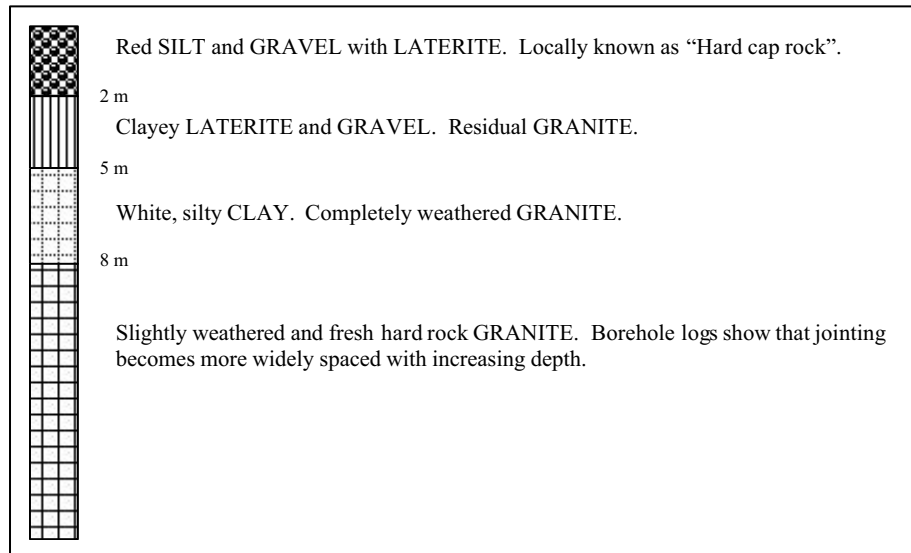 Red SILT and GRAVEL with LATERITE. Locally known as “Hard cap rock”.
2 m
Clayey LATERITE and GRAVEL. Residual GRANITE.
5 m
White, silty CLAY. Completely weathered GRANITE.
8 m
Slightly weathered and fresh hard rock GRANITE. Borehole logs show that jointing
becomes more widely spaced with increasing depth.